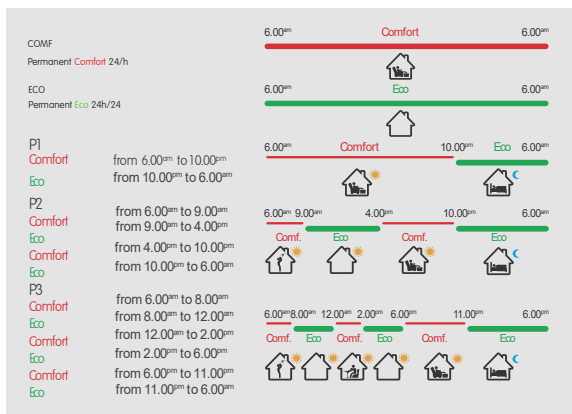 COMF
Permanent Comfort 24/h
6.00am Comfort 6.00am
ECO
Permanent Eco 24h/24
6.00am Eco 6.00am
P1
Comfort from 6.00am to 10.00pm
Eco from 10.00pm to 6.00am
6.00am Comfort 10.00pm Eco 6.00am
P2
Comfort from 6.00am to 9.00am
Eco from 9.00am to 4.00pm
Comfort from 4.00pm to 10.00pm
Eco from 10.00pm to 6.00am
6.00am 9.00am 4.00pm 10.00pm 6.00am
Comf. Eco Comf. Eco
P3
Comfort from 6.00am to 8.00am
Eco from 8.00am to 12.00am
Comfort from 12.00am to 2.00pm
Eco from 2.00pm to 6.00pm
Comfort from 6.00pm to 11.00pm
Eco from 11.00pm to 6.00am
6.00am 8.00am 12.00am 2.00pm 6.00pm 11.00pm 6.00pm
Comf. Eco Comf. Eco Comf. Eco